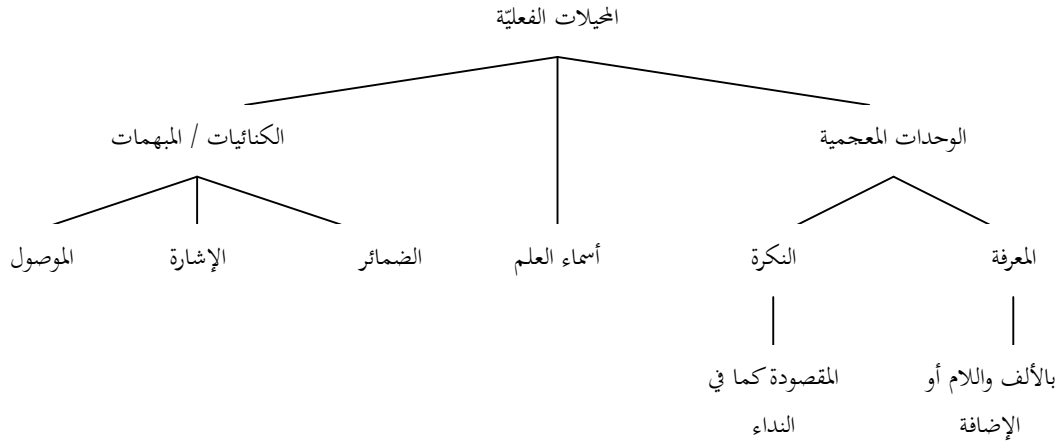 المحيلات الفعليّة
الوحدات المعجمية
الكنائيات / المبهمات
المعرفة
النكرة
أسماء العلم
الضمائر
الإشارة
الموصول
بالألف واللام أو
الإضافة
المقصودة كما في
النداء